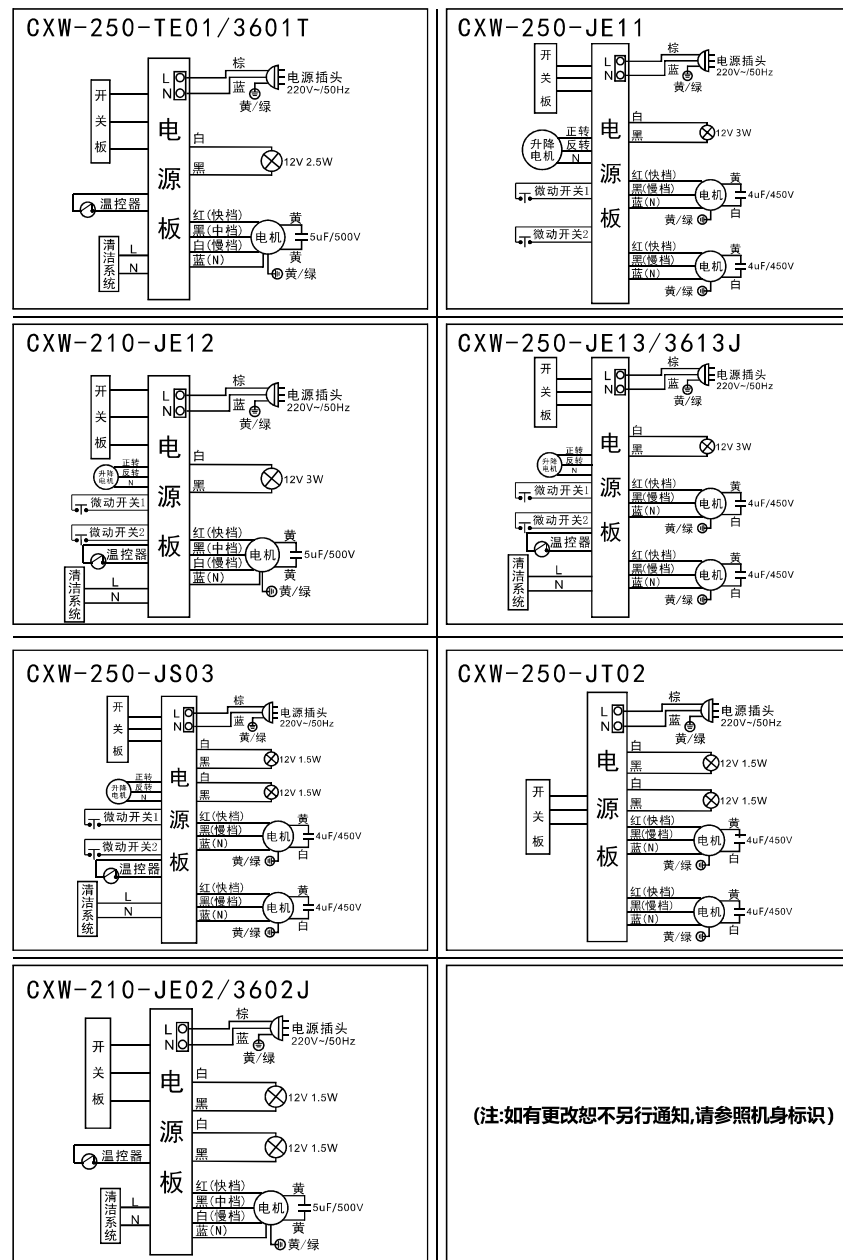 CXW-250-TE01/3601T
棕
L
N
蓝
电源插头
220V~/50Hz
黄/绿
开
关
板
电
源
板
白
黑
12V 2.5W
温控器
红(快档)
黑(中档)
白(慢档)
蓝(N)
电机
黄
5uF/500V
黄
黄/绿
清洁系统
L
N
CXW-250-JE11
棕
L
N
蓝
电源插头
220V~/50Hz
黄/绿
开
关
板
电
源
板
白
黑
12V 3W
升降
电机
正转
反转
N
微动开关1
微动开关2
红(快档)
黑(慢档)
蓝(N)
电机
黄
4uF/450V
白
黄/绿
红(快档)
黑(慢档)
蓝(N)
电机
黄
4uF/450V
白
黄/绿
CXW-210-JE12
棕
L
N
蓝
电源插头
220V~/50Hz
黄/绿
开
关
板
电
源
板
白
黑
12V 3W
升降
电机
正转
反转
N
微动开关1
微动开关2
温控器
红(快档)
黑(中档)
白(慢档)
蓝(N)
电机
黄
5uF/500V
黄
黄/绿
清洁系统
L
N
CXW-250-JE13/3613J
棕
L
N
蓝
电源插头
220V~/50Hz
黄/绿
开
关
板
电
源
板
白
黑
12V 3W
升降
电机
正转
反转
N
微动开关1
微动开关2
温控器
红(快档)
黑(慢档)
蓝(N)
电机
黄
4uF/450V
白
黄/绿
红(快档)
黑(慢档)
蓝(N)
电机
黄
4uF/450V
白
黄/绿
清洁系统
L
N
CXW-250-JS03
棕
L
N
蓝
电源插头
220V~/50Hz
黄/绿
开
关
板
电
源
板
白
黑
12V 1.5W
白
黑
12V 1.5W
升降
电机
正转
反转
N
微动开关1
微动开关2
温控器
红(快档)
黑(慢档)
蓝(N)
电机
黄
4uF/450V
白
黄/绿
红(快档)
黑(慢档)
蓝(N)
电机
黄
4uF/450V
白
黄/绿
清洁系统
L
N
CXW-250-JT02
棕
L
N
蓝
电源插头
220V~/50Hz
黄/绿
开
关
板
电
源
板
白
黑
12V 1.5W
白
黑
12V 1.5W
红(快档)
黑(慢档)
蓝(N)
电机
黄
4uF/450V
白
黄/绿
红(快档)
黑(慢档)
蓝(N)
电机
黄
4uF/450V
白
黄/绿
CXW-210-JE02/3602J
棕
L
N
蓝
电源插头
220V~/50Hz
黄/绿
开
关
板
电
源
板
白
黑
12V 1.5W
白
黑
12V 1.5W
温控器
红(快档)
黑(中档)
白(慢档)
蓝(N)
电机
黄
5uF/500V
黄
黄/绿
清洁系统
L
N
(注:如有更改恕不另行通知,请参照机身标识)